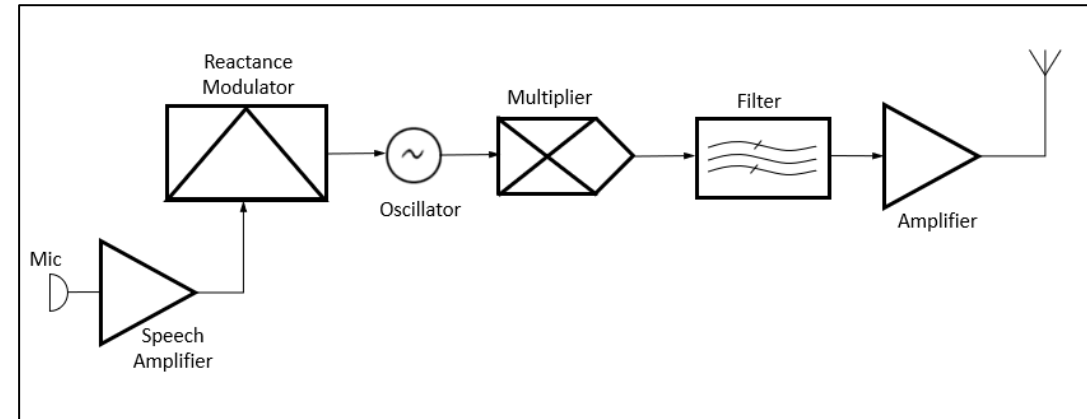 Reactance
Modulator
Multiplier
Filter
Oscillator
Amplifier
Mic
Speech
Amplifier